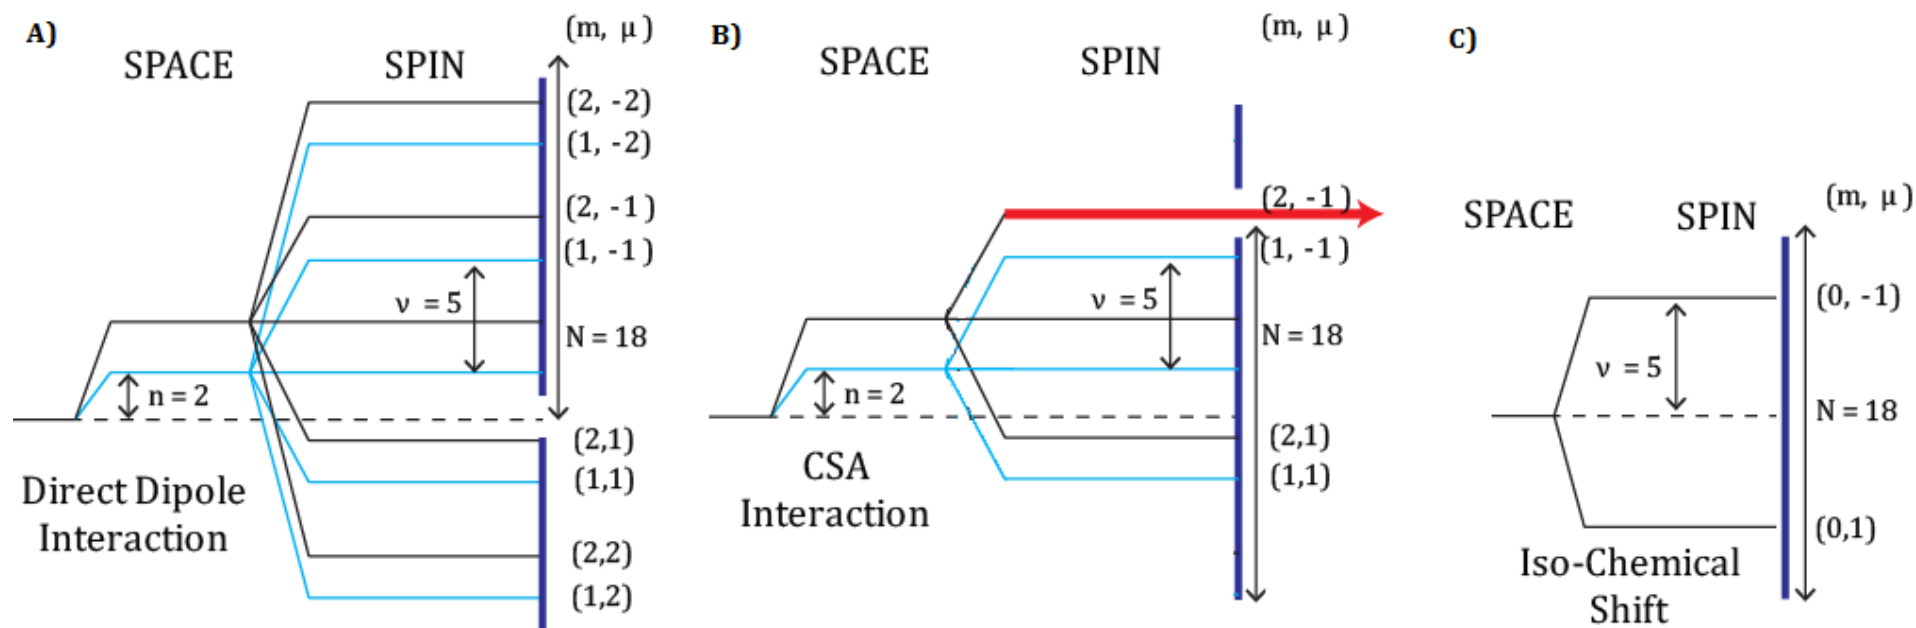 A)
SPACE
SPIN
(m, μ)
(2, -2)
(1, -2)
(2, -1)
(1, -1)
ν = 5
N = 18
n = 2
(2,1)
(1,1)
(2,2)
(1,2)
Direct Dipole
Interaction
B)
SPACE
SPIN
(m, μ)
(2, -1)
(1, -1)
ν = 5
N = 18
n = 2
(2,1)
(1,1)
CSA
Interaction
C)
SPACE
SPIN
(m, μ)
(0, -1)
ν = 5
N = 18
(0,1)
Iso-Chemical
Shift